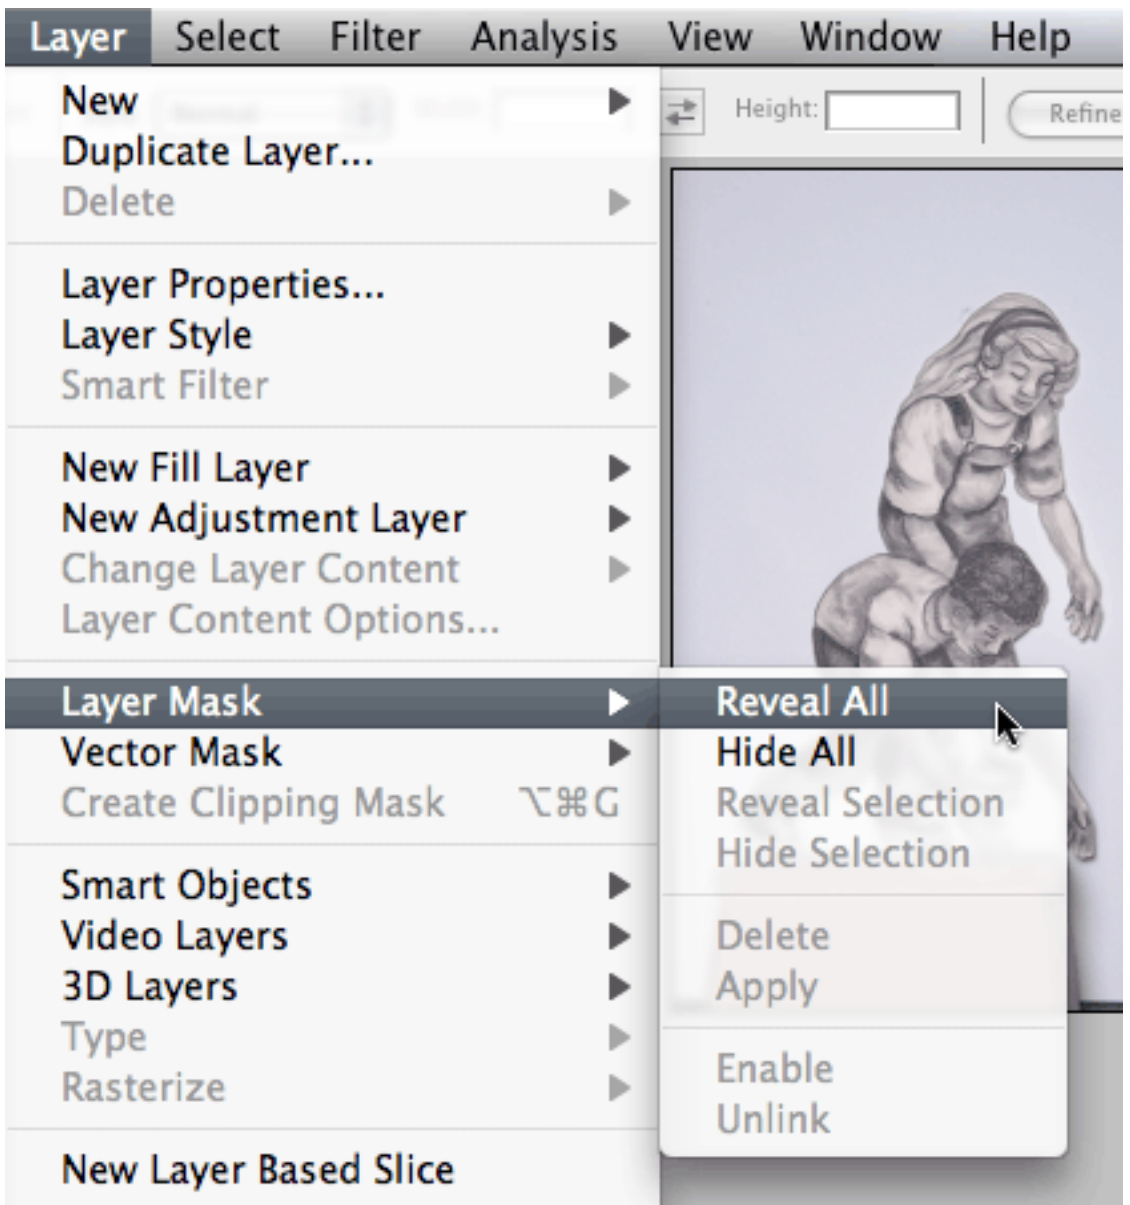 Layer Select Filter Analysis View Window Help
Height: Refine
New
Duplicate Layer...
Delete
Layer Properties...
Layer Style
Smart Filter
New Fill Layer
New Adjustment Layer
Change Layer Content
Layer Content Options...
Layer Mask
Vector Mask
Create Clipping Mask ⌥⌘G
Smart Objects
Video Layers
3D Layers
Type
Rasterize
New Layer Based Slice
Reveal All
Hide All
Reveal Selection
Hide Selection
Delete
Apply
Enable
Unlink